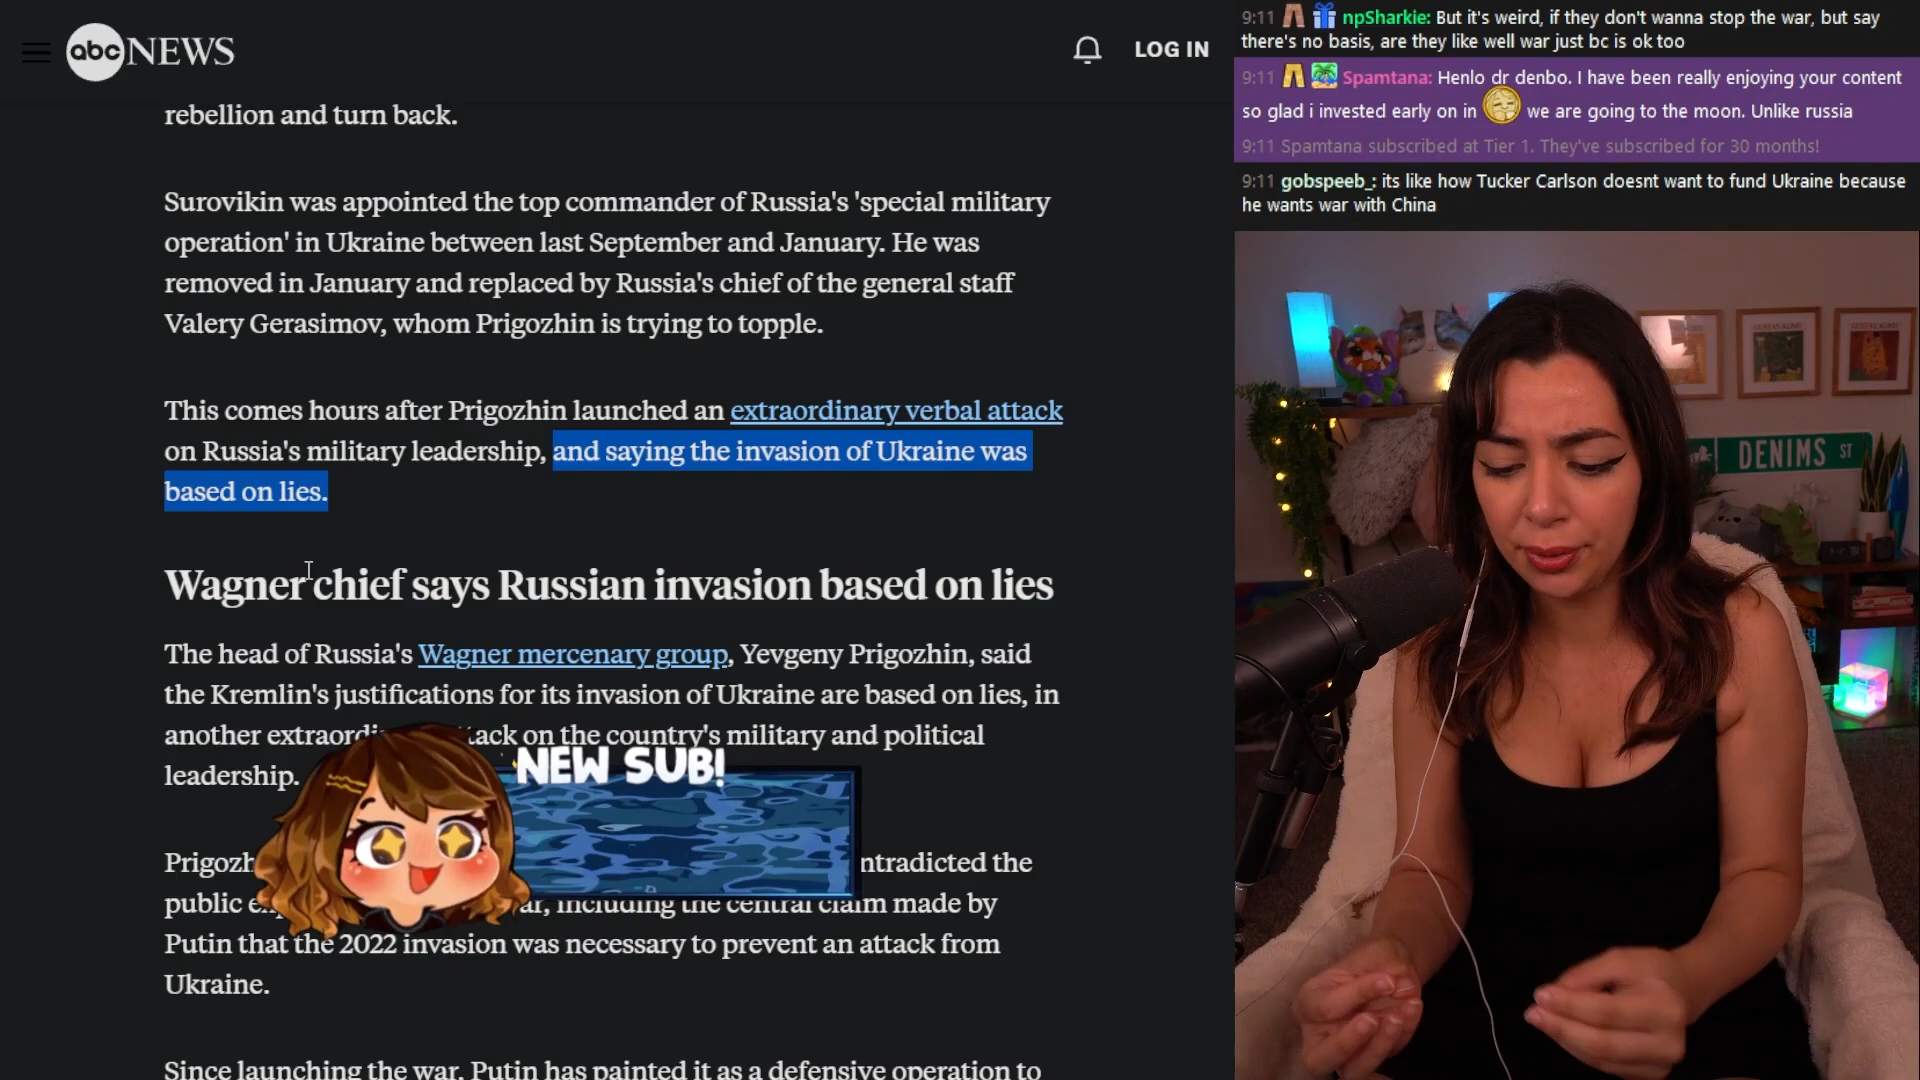 abc NEWS
LOG IN
rebellion and turn back.
Surovikin was appointed the top commander of Russia's 'special military
operation' in Ukraine between last September and January. He was
removed in January and replaced by Russia's chief of the general staff
Valery Gerasimov, whom Prigozhin is trying to topple.
This comes hours after Prigozhin launched an extraordinary verbal attack
on Russia's military leadership, and saying the invasion of Ukraine was
based on lies.
Wagner chief says Russian invasion based on lies
The head of Russia's Wagner mercenary group, Yevgeny Prigozhin, said
the Kremlin's justifications for its invasion of Ukraine are based on lies, in
another on the country's military and political
leadership.
NEW SUB!
the
public including the central claim made by
Putin that the 2022 invasion was necessary to prevent an attack from
Ukraine.
Since launching the war, Putin has painted it as a defensive operation to
9:11 npSharkie: But it's weird, if they don't wanna stop the war, but say
there's no basis, are they like well war just bc is ok too
9:11 Spamtana: Henlo dr denbo. I have been really enjoying your content
so glad i invested early on in we are going to the moon. Unlike russia
9:11 Spamtana subscribed at Tier 1. They've subscribed for 30 months!
9:11 gobspeeb_: its like how Tucker Carlson doesnt want to fund Ukraine because
he wants war with China
DENIMS ST